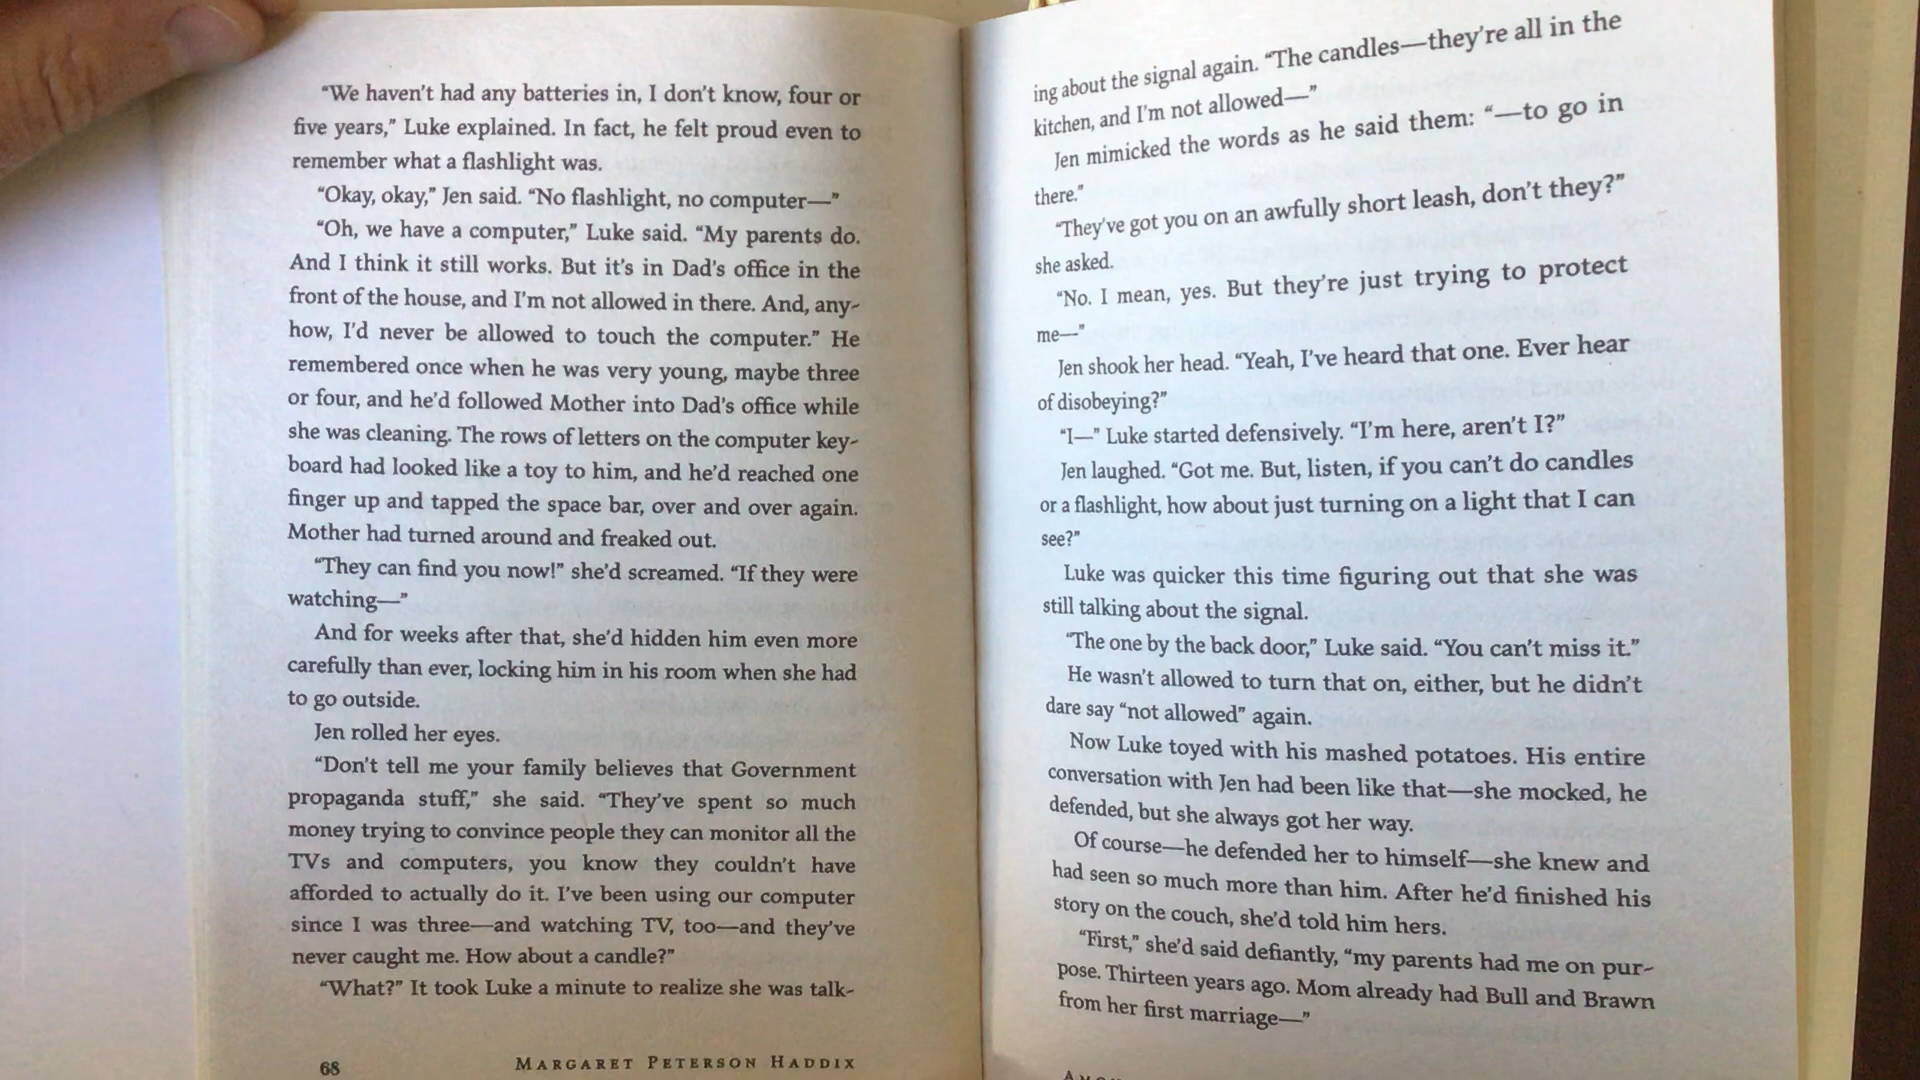 “We haven’t had any batteries in, I don’t know, four or
five years,” Luke explained. In fact, he felt proud even to
remember what a flashlight was.
“Okay, okay,” Jen said. “No flashlight, no computer—”
“Oh, we have a computer,” Luke said. “My parents do.
And I think it still works. But it’s in Dad’s office in the
front of the house, and I’m not allowed in there. And, any-
how, I’d never be allowed to touch the computer.” He
remembered once when he was very young, maybe three
or four, and he’d followed Mother into Dad’s office while
she was cleaning. The rows of letters on the computer key-
board had looked like a toy to him, and he’d reached one
finger up and tapped the space bar, over and over again.
Mother had turned around and freaked out.
“They can find you now!” she’d screamed. “If they were
watching—”
And for weeks after that, she’d hidden him even more
carefully than ever, locking him in his room when she had
to go outside.
Jen rolled her eyes.
“Don’t tell me your family believes that Government
propaganda stuff,” she said. “They’ve spent so much
money trying to convince people they can monitor all the
TVs and computers, you know they couldn’t have
afforded to actually do it. I’ve been using our computer
since I was three—and watching TV, too—and they’ve
never caught me. How about a candle?”
“What?” It took Luke a minute to realize she was talk-
68 MARGARET PETERSON HADDIX
ing about the signal again. “The candles—they’re all in the
kitchen, and I’m not allowed—”
Jen mimicked the words as he said them: “—to go in
there.”
“They’ve got you on an awfully short leash, don’t they?”
she asked.
“No. I mean, yes. But they’re just trying to protect
me—”
Jen shook her head. “Yeah, I’ve heard that one. Ever hear
of disobeying?”
“I—” Luke started defensively. “I’m here, aren’t I?”
Jen laughed. “Got me. But, listen, if you can’t do candles
or a flashlight, how about just turning on a light that I can
see?”
Luke was quicker this time figuring out that she was
still talking about the signal.
“The one by the back door,” Luke said. “You can’t miss it.”
He wasn’t allowed to turn that on, either, but he didn’t
dare say “not allowed” again.
Now Luke toyed with his mashed potatoes. His entire
conversation with Jen had been like that—she mocked, he
defended, but she always got her way.
Of course—he defended her to himself—she knew and
had seen so much more than him. After he’d finished his
story on the couch, she’d told him hers.
“First,” she’d said defiantly, “my parents had me on pur-
pose. Thirteen years ago. Mom already had Bull and Brawn
from her first marriage—”